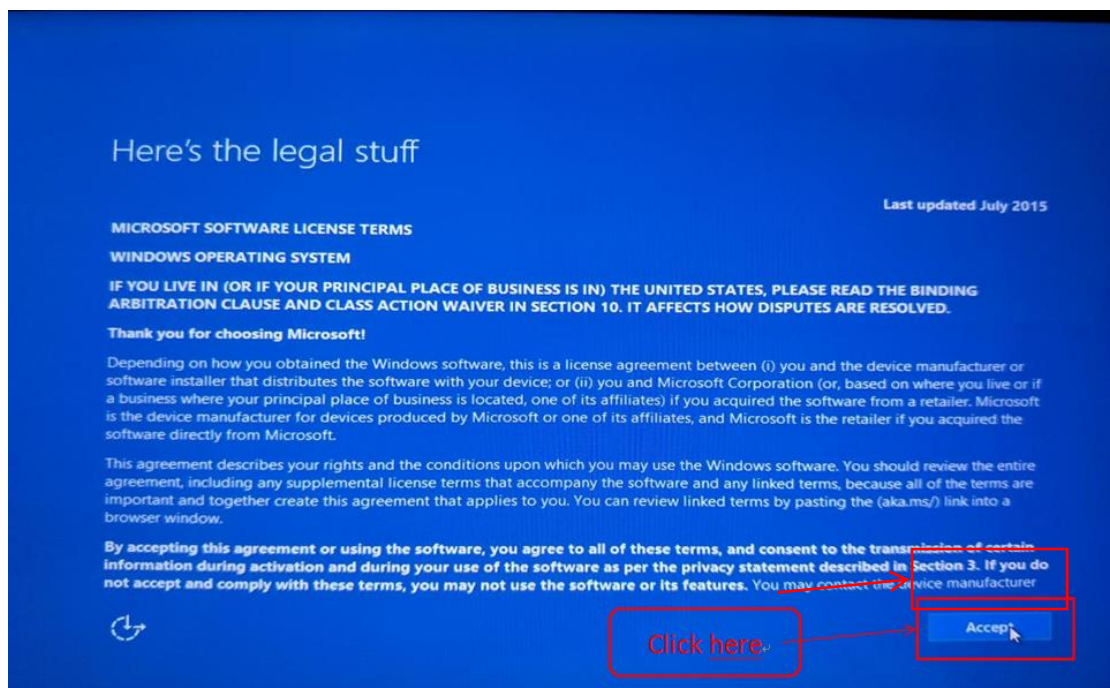 Here's the legal stuff
Last updated July 2015
MICROSOFT SOFTWARE LICENSE TERMS
WINDOWS OPERATING SYSTEM
IF YOU LIVE IN (OR IF YOUR PRINCIPAL PLACE OF BUSINESS IS IN) THE UNITED STATES, PLEASE READ THE BINDING
ARBITRATION CLAUSE AND CLASS ACTION WAIVER IN SECTION 10. IT AFFECTS HOW DISPUTES ARE RESOLVED.
Thank you for choosing Microsoft!
Depending on how you obtained the Windows software, this is a license agreement between (i) you and the device manufacturer or
software installer that distributes the software with your device; or (ii) you and Microsoft Corporation (or, based on where you live or if
a business where your principal place of business is located, one of its affiliates) if you acquired the software from a retailer. Microsoft
is the device manufacturer for devices produced by Microsoft or one of its affiliates, and Microsoft is the retailer if you acquired the
software directly from Microsoft.
This agreement describes your rights and the conditions upon which you may use the Windows software. You should review the entire
agreement, including any supplemental license terms that accompany the software and any linked terms, because all of the terms are
important and together create this agreement that applies to you. You can review linked terms by pasting the (aka.ms/) link into a
browser window.
By accepting this agreement or using the software, you agree to all of these terms, and consent to the transmission of certain
information during activation and during your use of the software as per the privacy statement described in Section 3. If you do
not accept and comply with these terms, you may not use the software or its features. You may contact the device manufacturer
Click here
Accept